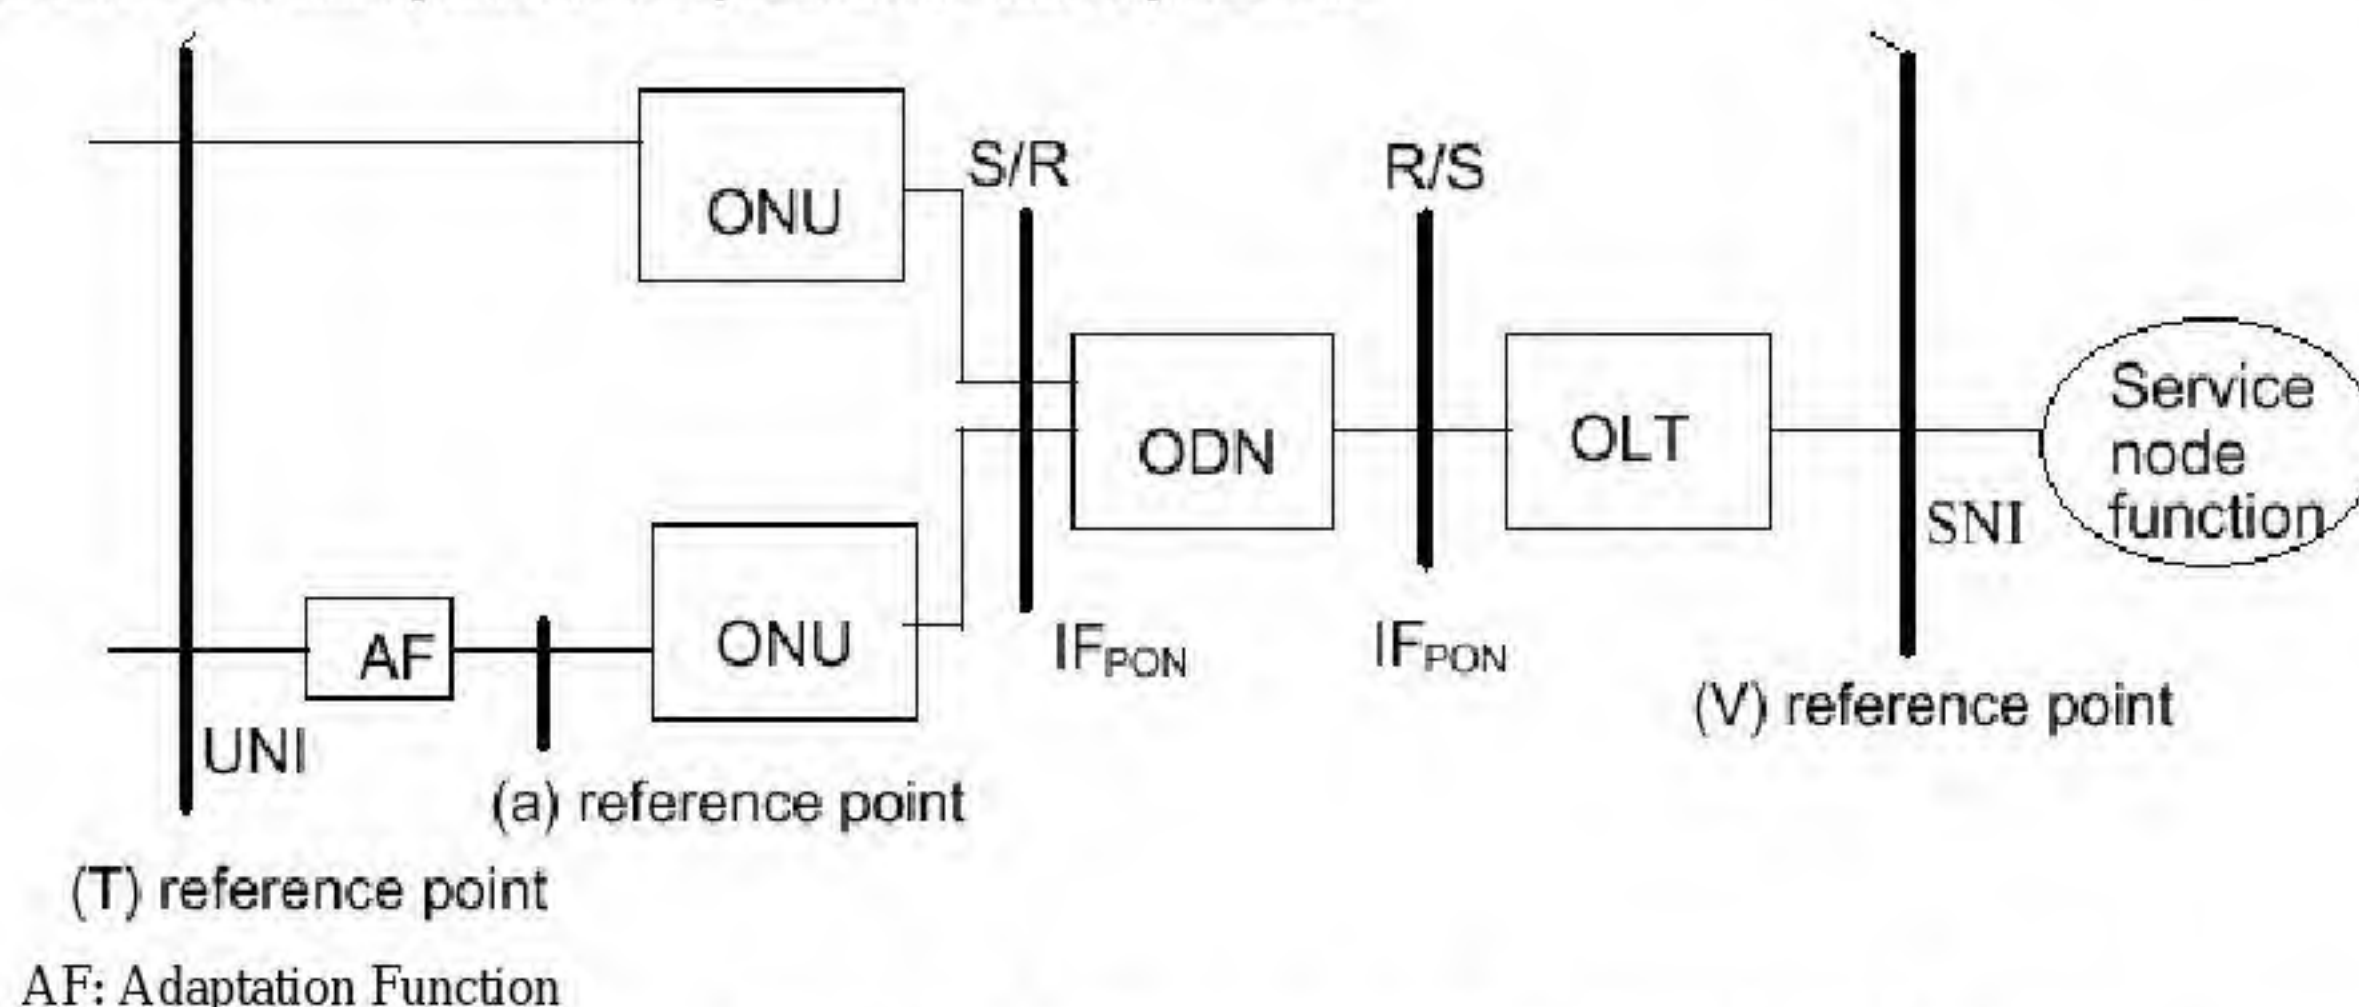 ONU
S/R
R/S
ODN
OLT
Service
node
function
SNI
AF
ONU
IFPON
IFPON
(V) reference point
UNI
(a) reference point
(T) reference point
AF: Adaptation Function